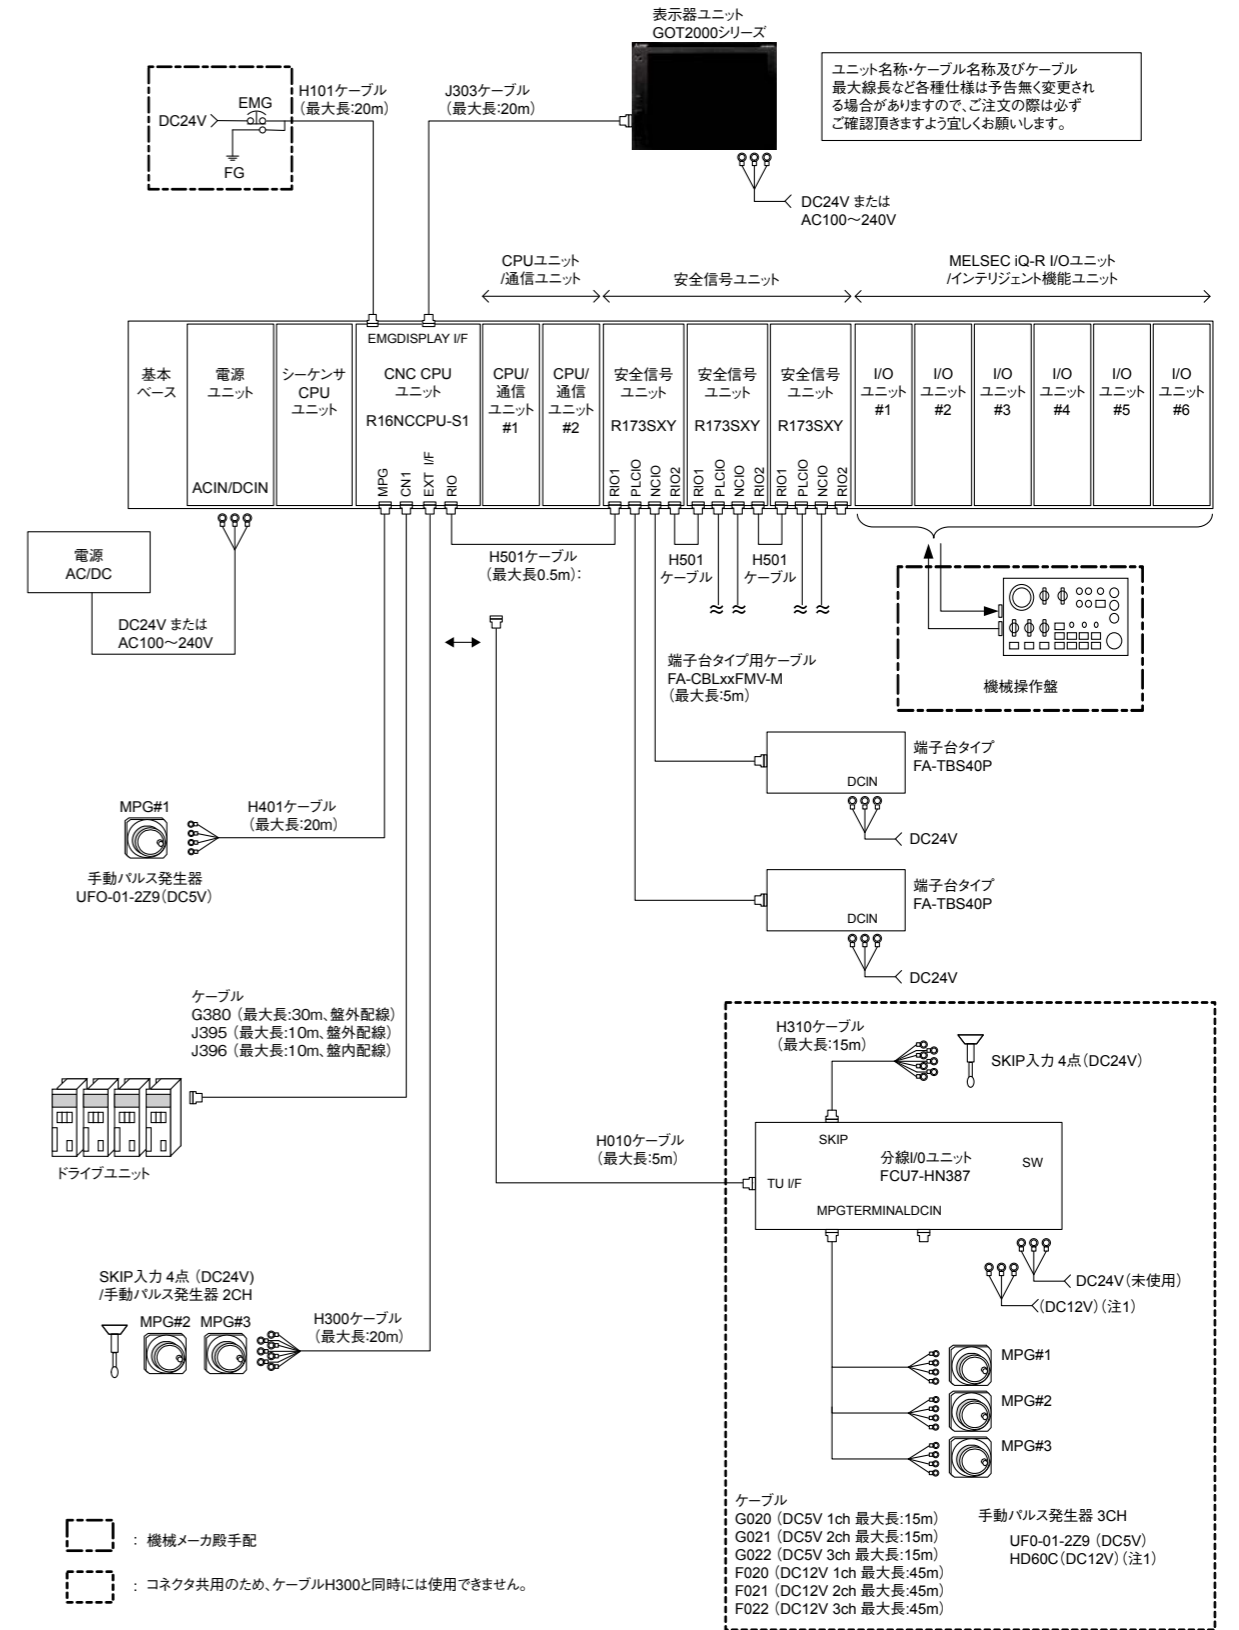 表示器ユニット
GOT2000シリーズ
ユニット名称・ケーブル名称及びケーブル
最大線長など各種仕様は予告無く変更され
る場合がありますので、ご注文の際は必ず
ご確認頂きますよう宜しくお願いします。
H101ケーブル
(最大長:20m)
J303ケーブル
(最大長:20m)
EMG
DC24V
FG
DC24V または
AC100～240V
CPUユニット
/通信ユニット
安全信号ユニット
MELSEC iQ-R I/Oユニット
/インテリジェント機能ユニット
基本
ベース
電源
ユニット
ACIN/DCIN
シーケンサ
CPU
ユニット
EMGDISPLAY I/F
CNC CPU
ユニット
R16NCCPU-S1
MPG
CN1
EXT I/F
RIO
CPU/
通信
ユニット
#1
CPU/
通信
ユニット
#2
安全信号
ユニット
R173SXY
RIO1
PLCIO
NCIO
RIO2
安全信号
ユニット
R173SXY
RIO1
PLCIO
NCIO
RIO2
安全信号
ユニット
R173SXY
RIO1
PLCIO
NCIO
RIO2
I/O
ユニット
#1
I/O
ユニット
#2
I/O
ユニット
#3
I/O
ユニット
#4
I/O
ユニット
#5
I/O
ユニット
#6
電源
AC/DC
DC24V または
AC100～240V
H501ケーブル
(最大長0.5m):
H501
ケーブル
H501
ケーブル
機械操作盤
端子台タイプ用ケーブル
FA-CBLxxFMV-M
(最大長:5m)
端子台タイプ
FA-TBS40P
DCIN
DC24V
端子台タイプ
FA-TBS40P
DCIN
DC24V
MPG#1
H401ケーブル
(最大長:20m)
手動パルス発生器
UFO-01-2Z9(DC5V)
ケーブル
G380 (最大長:30m、盤外配線)
J395 (最大長:10m、盤外配線)
J396 (最大長:10m、盤内配線)
ドライブユニット
H010ケーブル
(最大長:5m)
H310ケーブル
(最大長:15m)
SKIP入力 4点(DC24V)
SKIP
分線I/0ユニット
FCU7-HN387
SW
TU I/F
MPGTERMINALDCIN
DC24V(未使用)
(DC12V)(注1)
SKIP入力 4点 (DC24V)
/手動パルス発生器 2CH
MPG#2 MPG#3
H300ケーブル
(最大長:20m)
MPG#1
MPG#2
MPG#3
ケーブル
G020 (DC5V 1ch 最大長:15m)
G021 (DC5V 2ch 最大長:15m)
G022 (DC5V 3ch 最大長:15m)
F020 (DC12V 1ch 最大長:45m)
F021 (DC12V 2ch 最大長:45m)
F022 (DC12V 3ch 最大長:45m)
手動パルス発生器 3CH
UF0-01-2Z9 (DC5V)
HD60C(DC12V)(注1)
: 機械メーカ殿手配
: コネクタ共用のため、ケーブルH300と同時には使用できません。